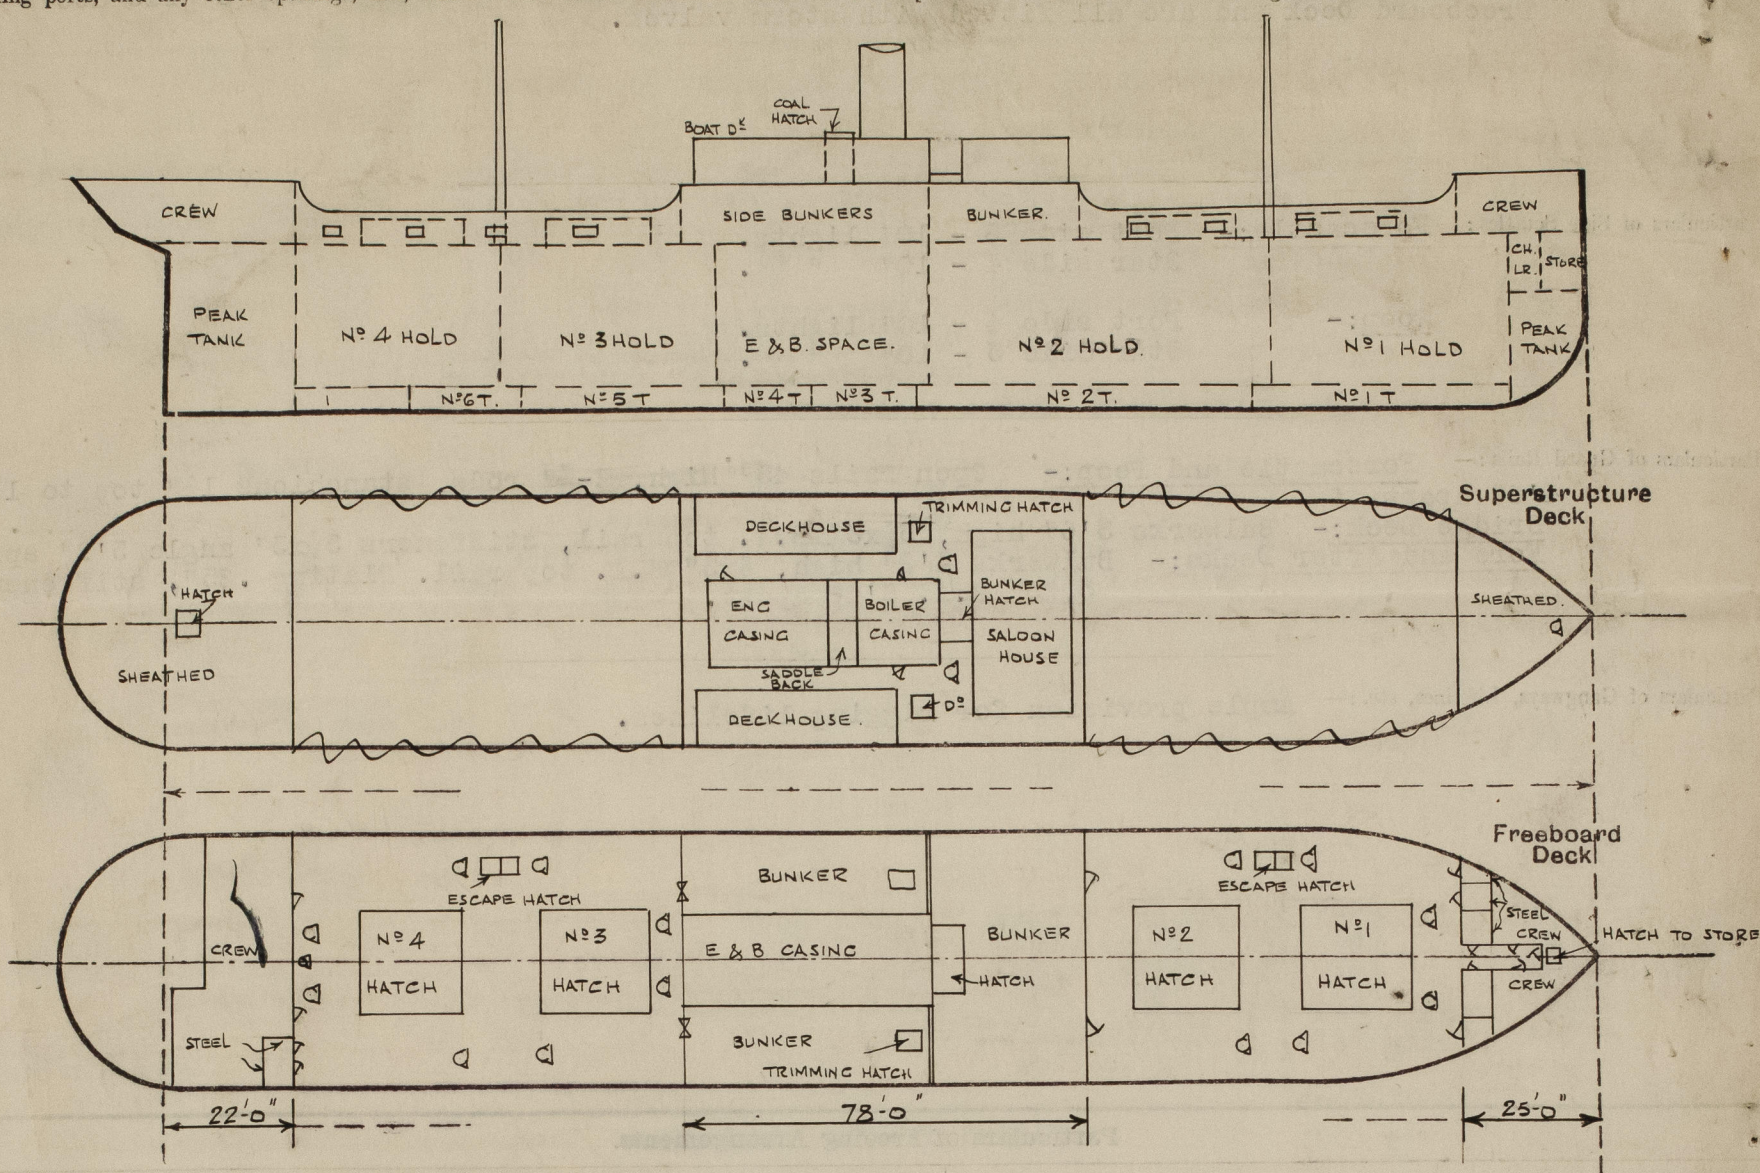 COAL
HATCH
BOAT Dᴷ
CREW
SIDE BUNKERS
BUNKER.
CREW
CH.
LR.
STORE
PEAK
TANK
Nº 4 HOLD
Nº 3 HOLD
E & B. SPACE.
Nº 2 HOLD.
Nº 1 HOLD
PEAK
TANK
Nº 6 T.
Nº 5 T
Nº 4 T
Nº 3 T.
Nº 2 T.
Nº 1 T
Superstructure
Deck
DECKHOUSE
TRIMMING HATCH
HATCH
ENG
CASING
BOILER
CASING
BUNKER
HATCH
SALOON
HOUSE
SHEATHED.
SHEATHED
SADDLE
BACK
DECKHOUSE.
Dº
Freeboard
Deck
ESCAPE HATCH
BUNKER
ESCAPE HATCH
CREW
Nº 4
HATCH
Nº 3
HATCH
E & B CASING
BUNKER
HATCH
Nº 2
HATCH
Nº 1
HATCH
STEEL
CREW
HATCH TO STORE
CREW
STEEL
BUNKER
TRIMMING HATCH
22'-0"
78'-0"
25'-0"